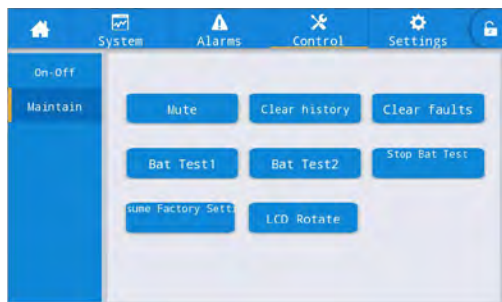 System Alarms Control Settings
On-Off
Maintain
Mute Clear history Clear faults
Bat Test1 Bat Test2 Stop Bat Test
sume Factory Setti
LCD Rotate